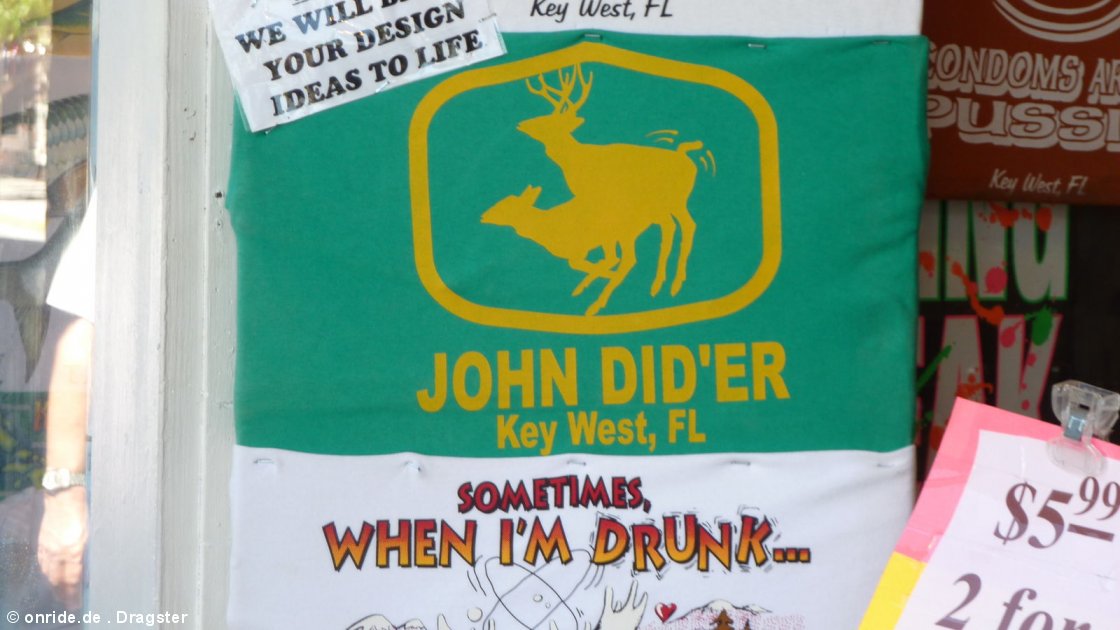 WE WILL
YOUR DESIGN
IDEAS TO LIFE
Key West, FL
JOHN DID'ER
Key West, FL
SOMETIMES,
WHEN I'M DRUNK...
CONDOMS
Key West, FL
$5.99
2 for
© onride.de . Dragster